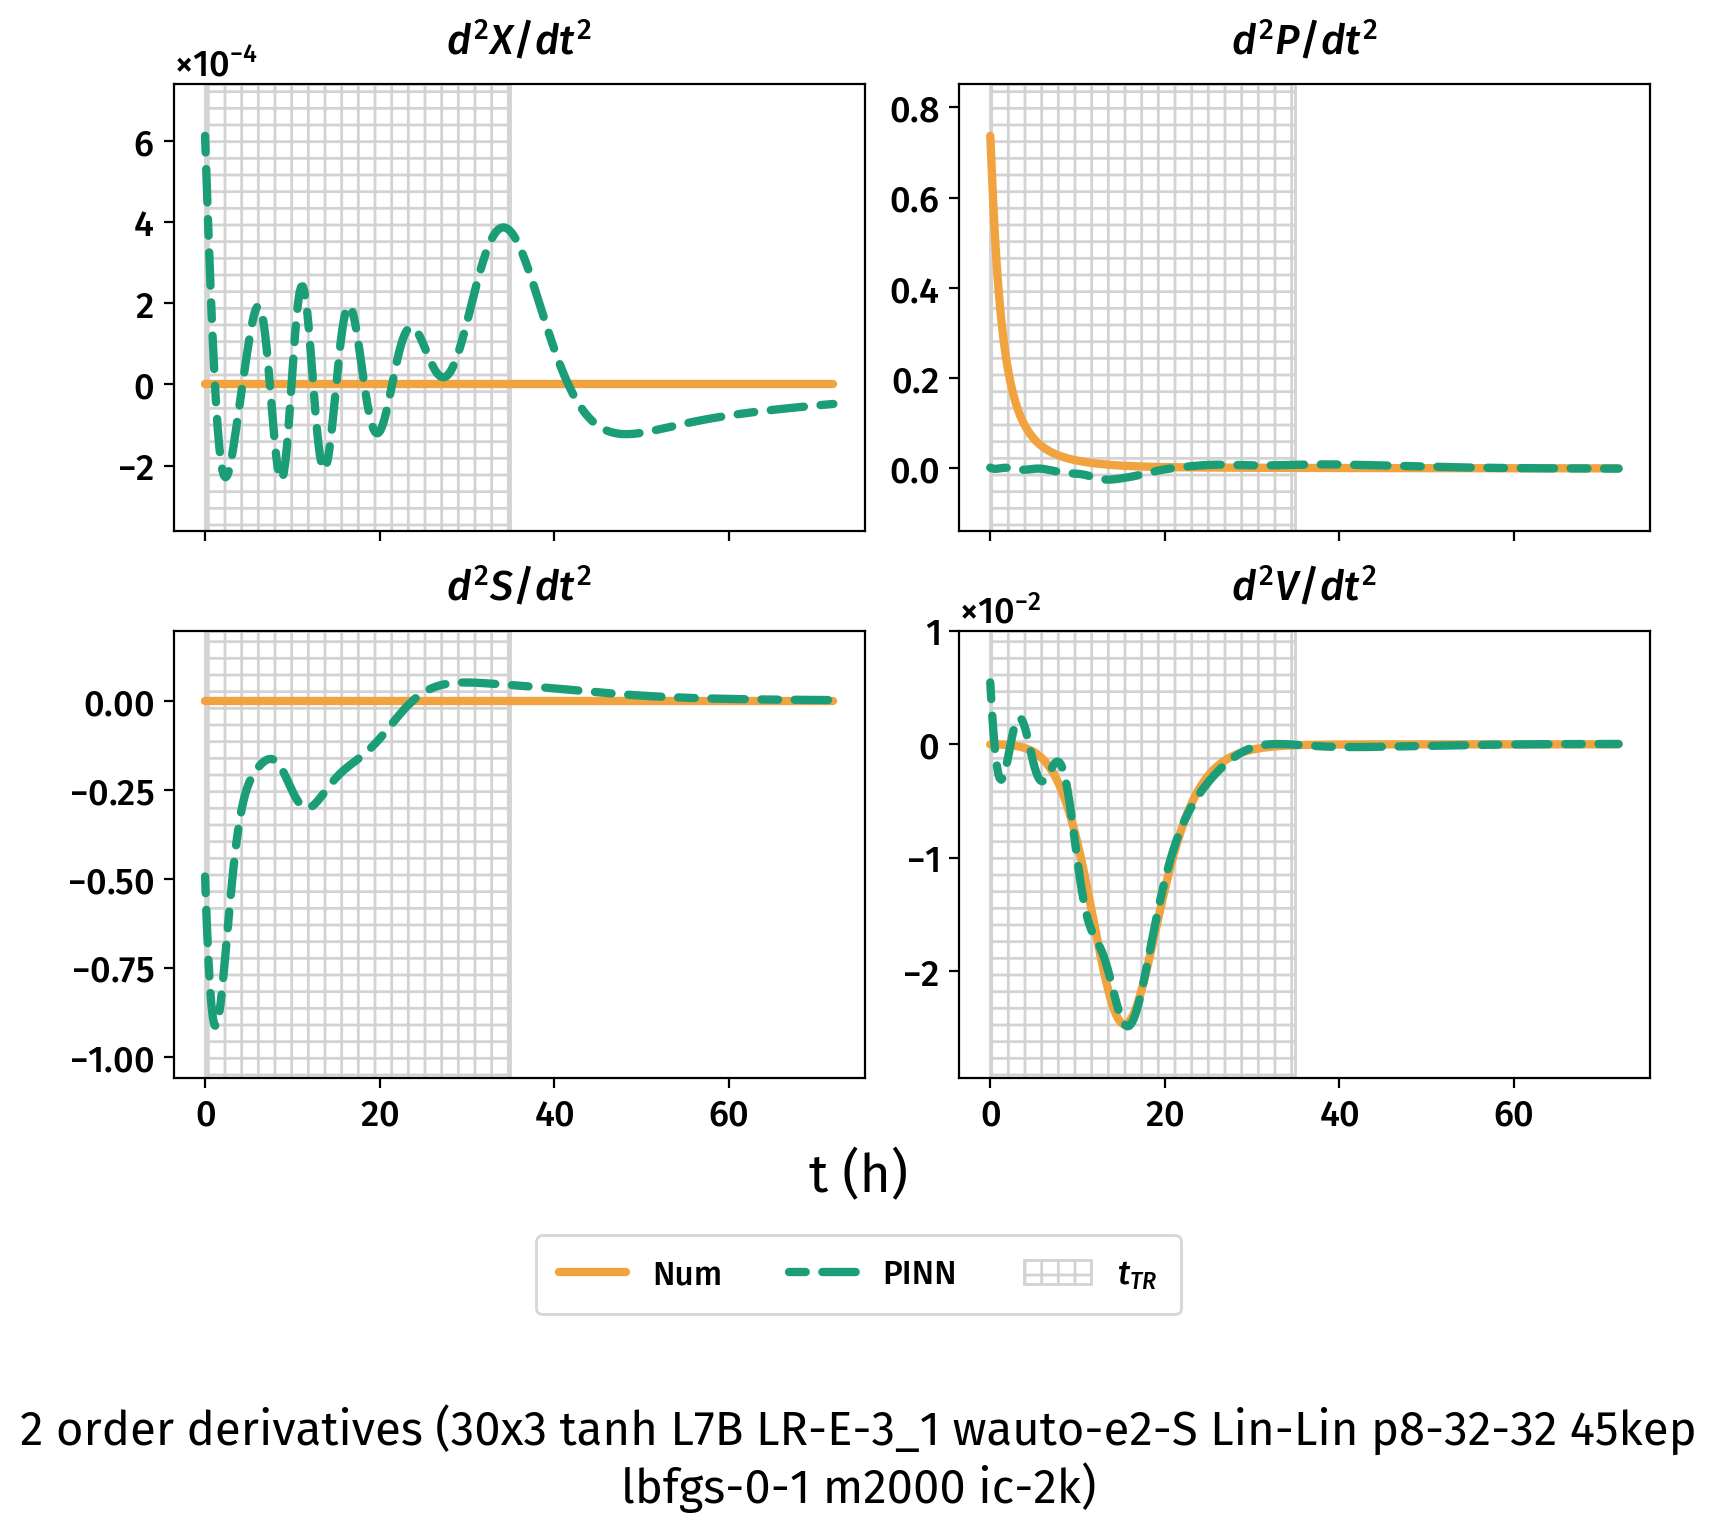 d²X/dt²
d²P/dt²
×10⁻⁴
6
4
2
0
−2
0.8
0.6
0.4
0.2
0.0
d²S/dt²
d²V/dt²
×10⁻²
0.00
−0.25
−0.50
−0.75
−1.00
1
0
−1
−2
0 20 40 60
0 20 40 60
t (h)
Num PINN t_TR
2 order derivatives (30x3 tanh L7B LR-E-3_1 wauto-e2-S Lin-Lin p8-32-32 45kep
lbfgs-0-1 m2000 ic-2k)